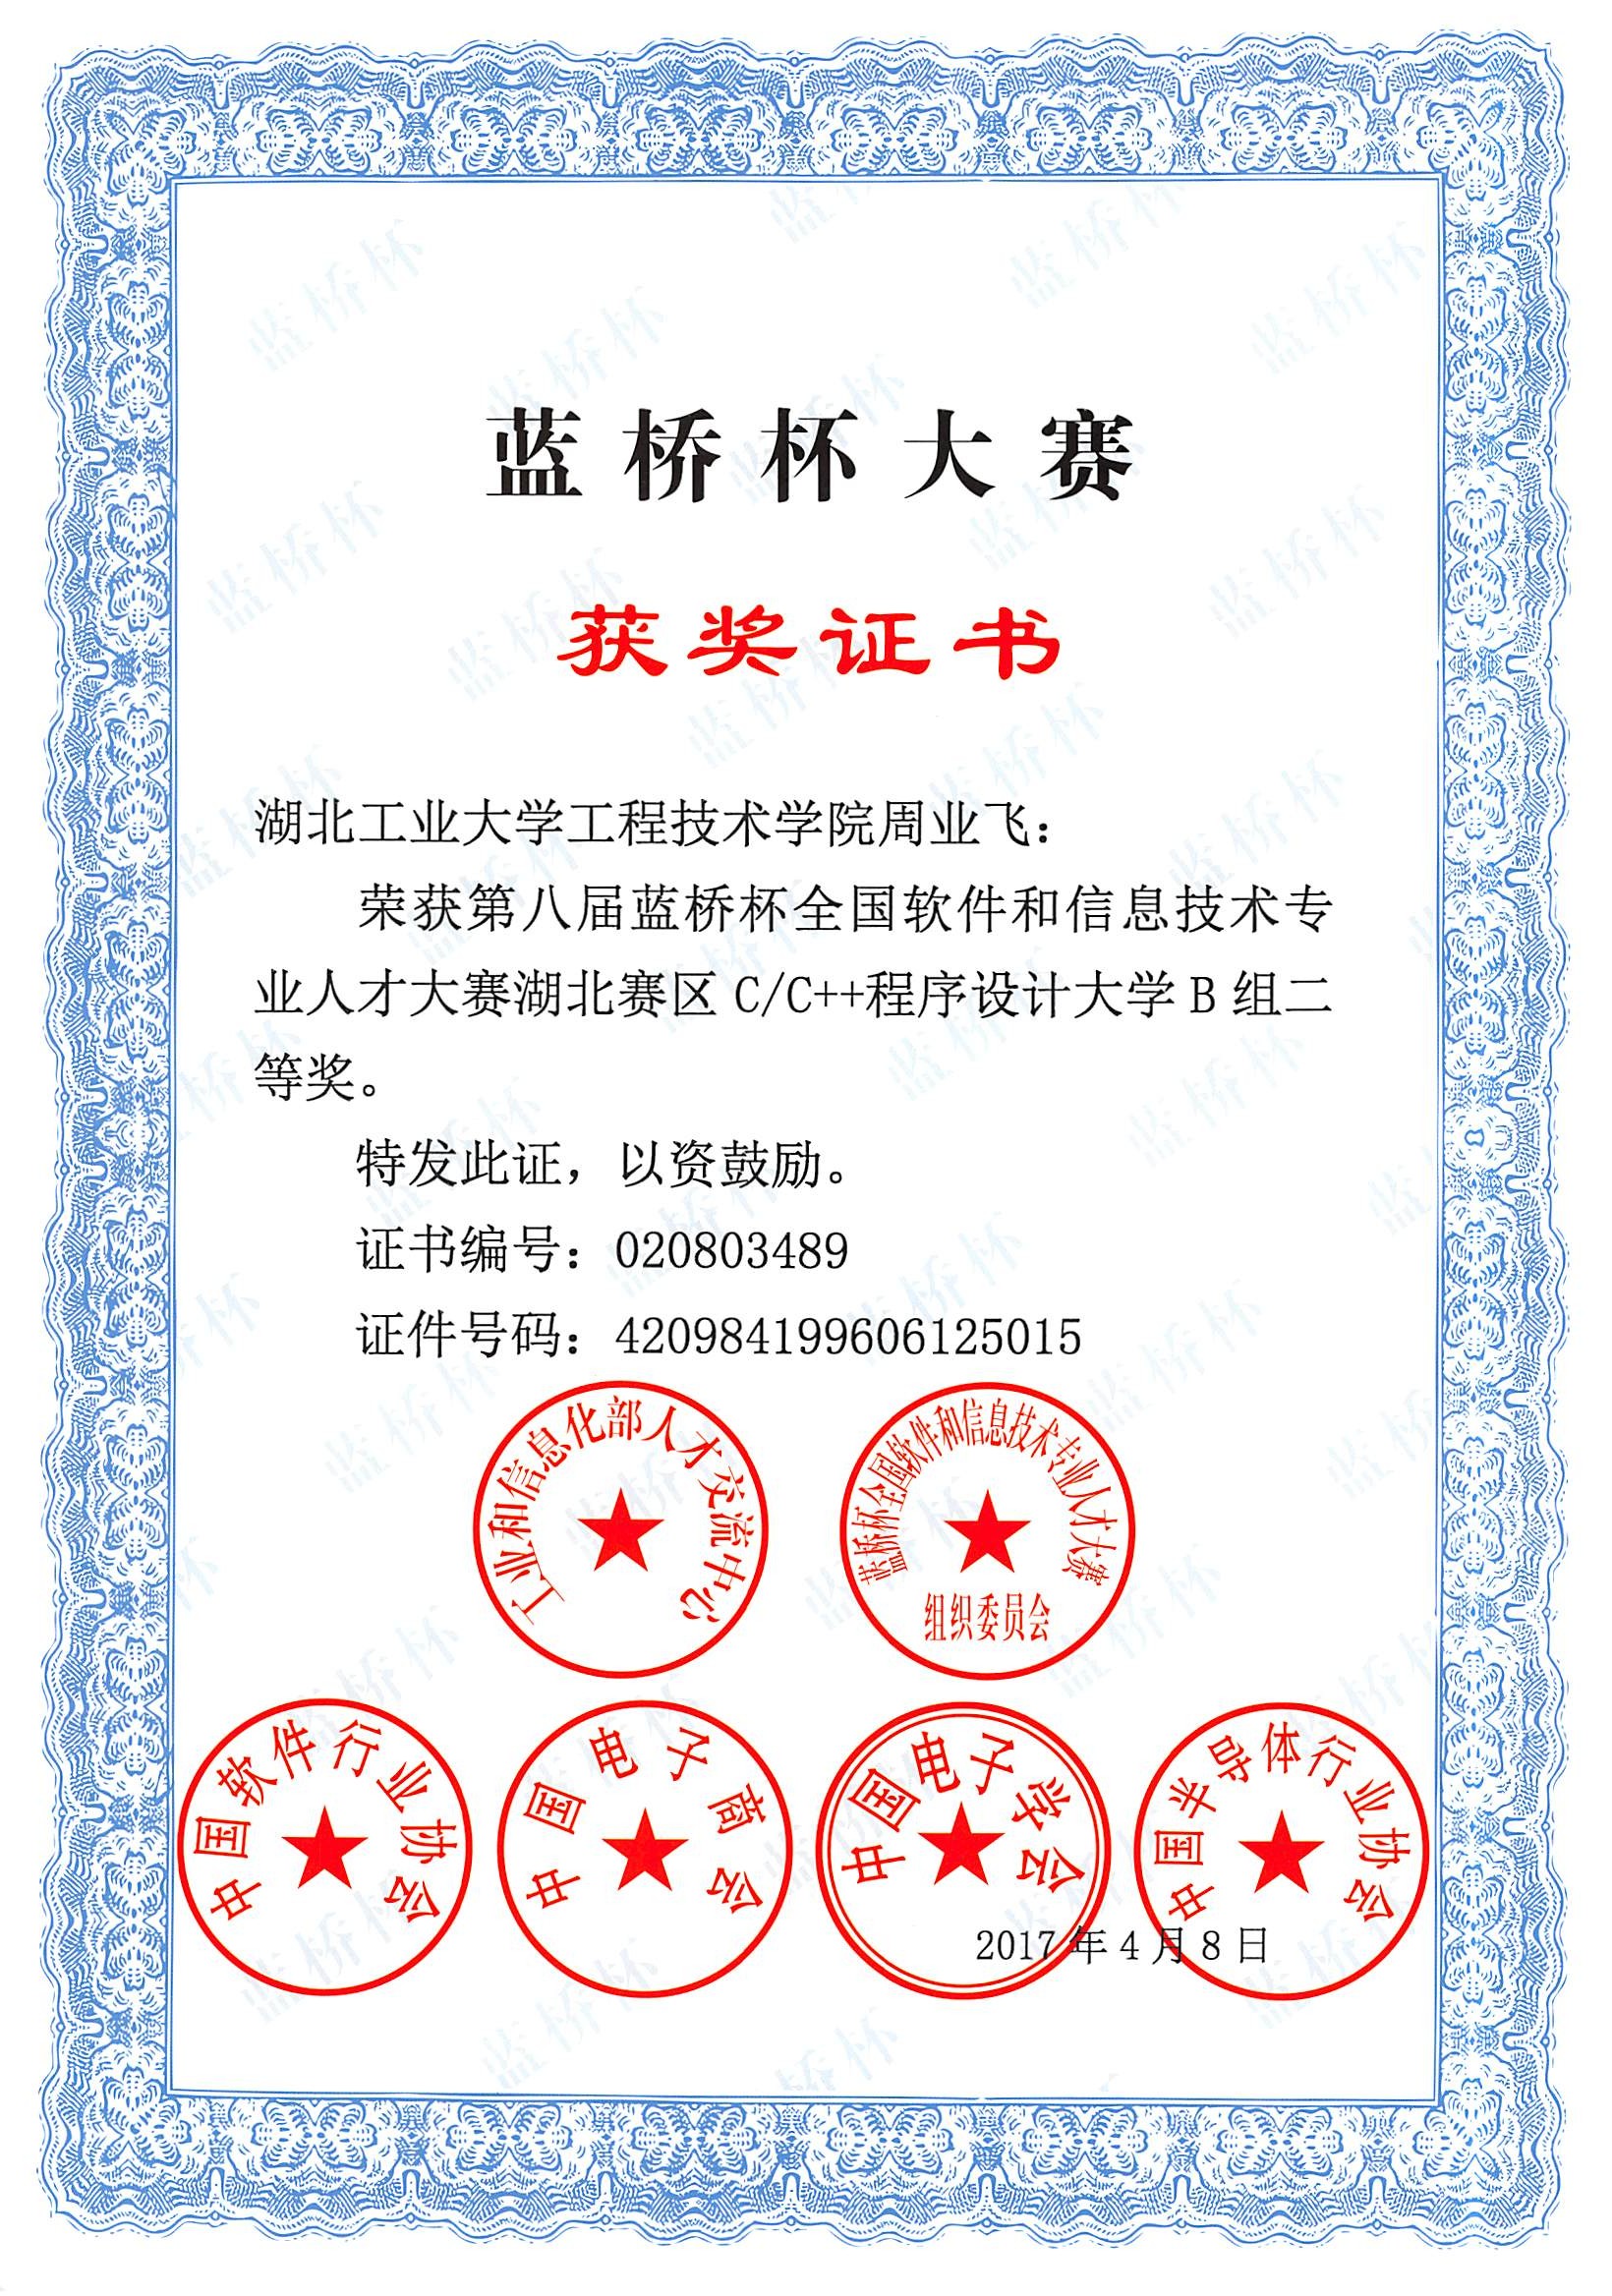 蓝桥杯大赛
获奖证书
湖北工业大学工程技术学院周业飞：
荣获第八届蓝桥杯全国软件和信息技术专
业人才大赛湖北赛区 C/C++程序设计大学 B 组二
等奖。
特发此证，以资鼓励。
证书编号：020803489
证件号码：420984199606125015
工业和信息化部人才交流中心
蓝桥杯全国软件和信息技术专业人才大赛
组织委员会
中国软件行业协会
中国电子商会
中国电子学会
中国半导体行业协会
2017 年 4 月 8 日